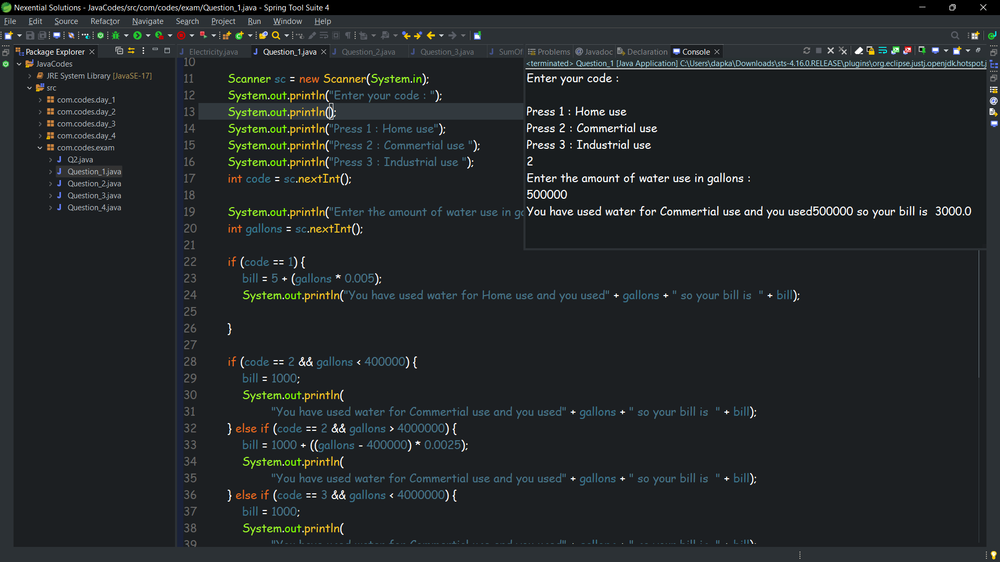 Nexential Solutions - JavaCodes/src/com/codes/exam/Question_1.java - Spring Tool Suite 4
File Edit Source Refactor Navigate Search Project Run Window Help
Package Explorer
JavaCodes
JRE System Library [JavaSE-17]
src
com.codes.day_1
com.codes.day_2
com.codes.day_3
com.codes.day_4
com.codes.exam
Q2.java
Question_1.java
Question_2.java
Question_3.java
Question_4.java
Electricity.java Question_1.java Question_2.java Question_3.java SumOf
10
11 Scanner sc = new Scanner(System.in);
12 System.out.println("Enter your code : ");
13 System.out.println();
14 System.out.println("Press 1 : Home use");
15 System.out.println("Press 2 : Commertial use ");
16 System.out.println("Press 3 : Industrial use ");
17 int code = sc.nextInt();
18
19 System.out.println("Enter the amount of water use in go
20 int gallons = sc.nextInt();
21
22 if (code == 1) {
23 bill = 5 + (gallons * 0.005);
24 System.out.println("You have used water for Home use and you used" + gallons + " so your bill is  " + bill);
25
26 }
27
28 if (code == 2 && gallons < 400000) {
29 bill = 1000;
30 System.out.println(
31 "You have used water for Commertial use and you used" + gallons + " so your bill is  " + bill);
32 } else if (code == 2 && gallons > 4000000) {
33 bill = 1000 + ((gallons - 400000) * 0.0025);
34 System.out.println(
35 "You have used water for Commertial use and you used" + gallons + " so your bill is  " + bill);
36 } else if (code == 3 && gallons < 4000000) {
37 bill = 1000;
38 System.out.println(
39
Problems Javadoc Declaration Console
<terminated> Question_1 [Java Application] C:\Users\dapka\Downloads\sts-4.16.0.RELEASE\plugins\org.eclipse.justj.openjdk.hotspot.j
Enter your code :
Press 1 : Home use
Press 2 : Commertial use
Press 3 : Industrial use
2
Enter the amount of water use in gallons :
500000
You have used water for Commertial use and you used500000 so your bill is  3000.0